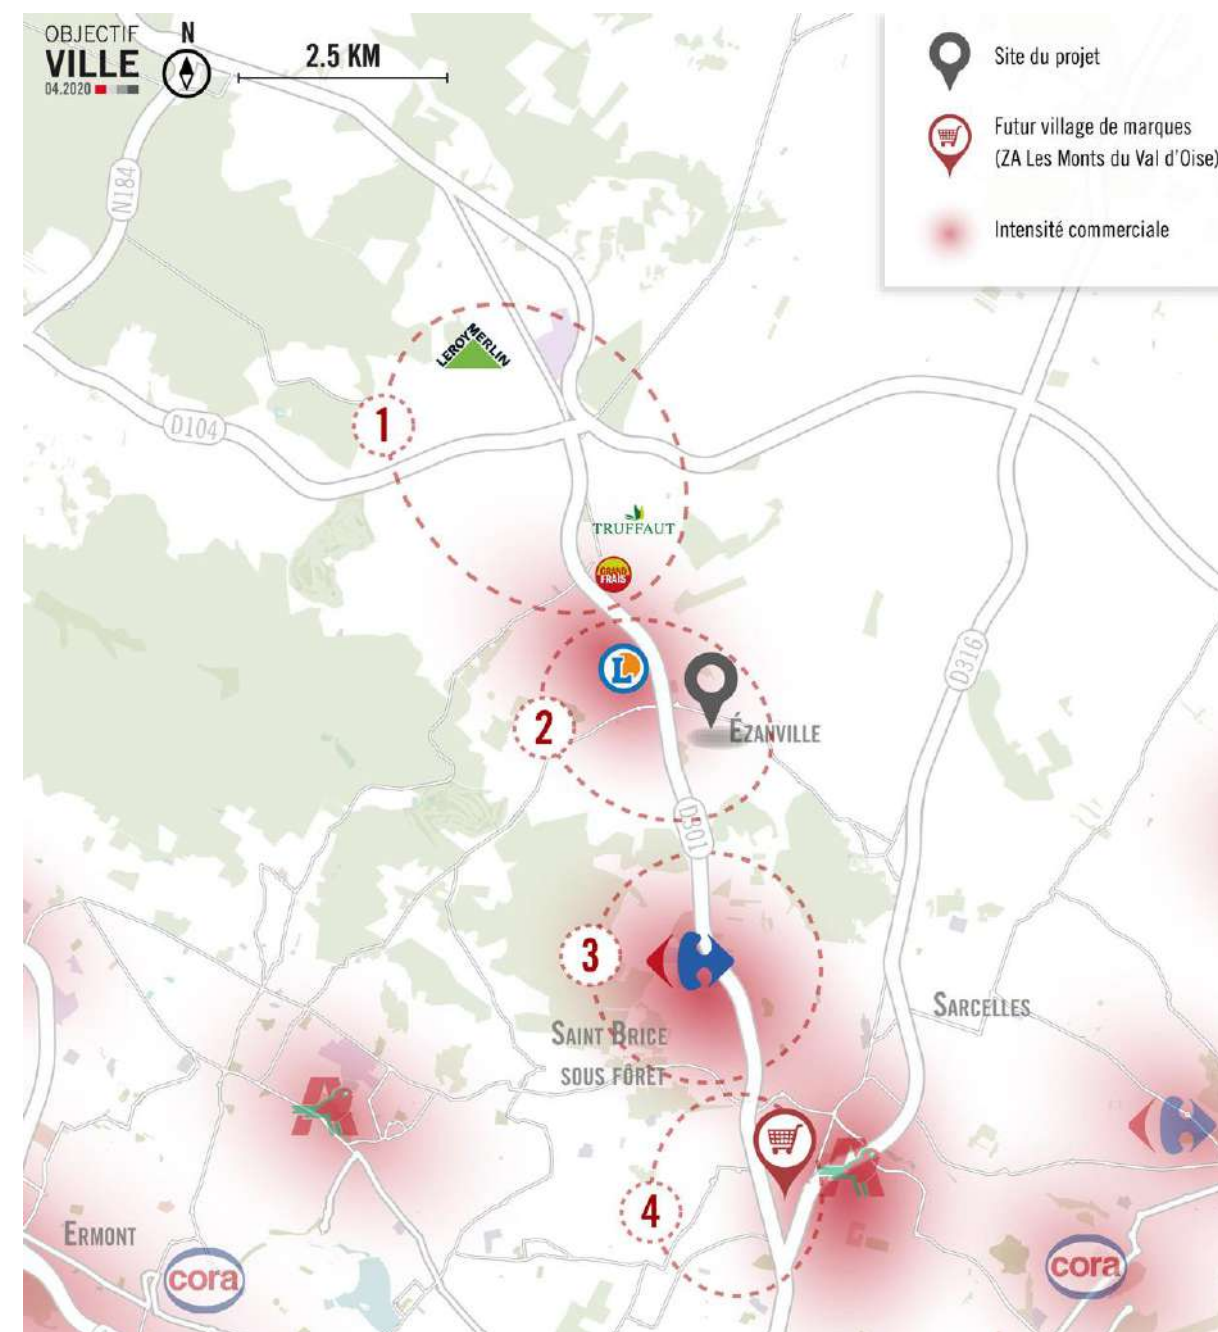 OBJECTIF
VILLE
04.2020
N
2.5 KM
Site du projet
Futur village de marques
(ZA Les Monts du Val d'Oise)
Intensité commerciale
N184
LEROY MERLIN
1
D104
TRUFFAUT
GRAND
FRAIS
D316
L
2
ÉZANVILLE
D301
3
SARCELLES
SAINT BRICE
SOUS FÔRET
A
A
4
ERMONT
cora
cora